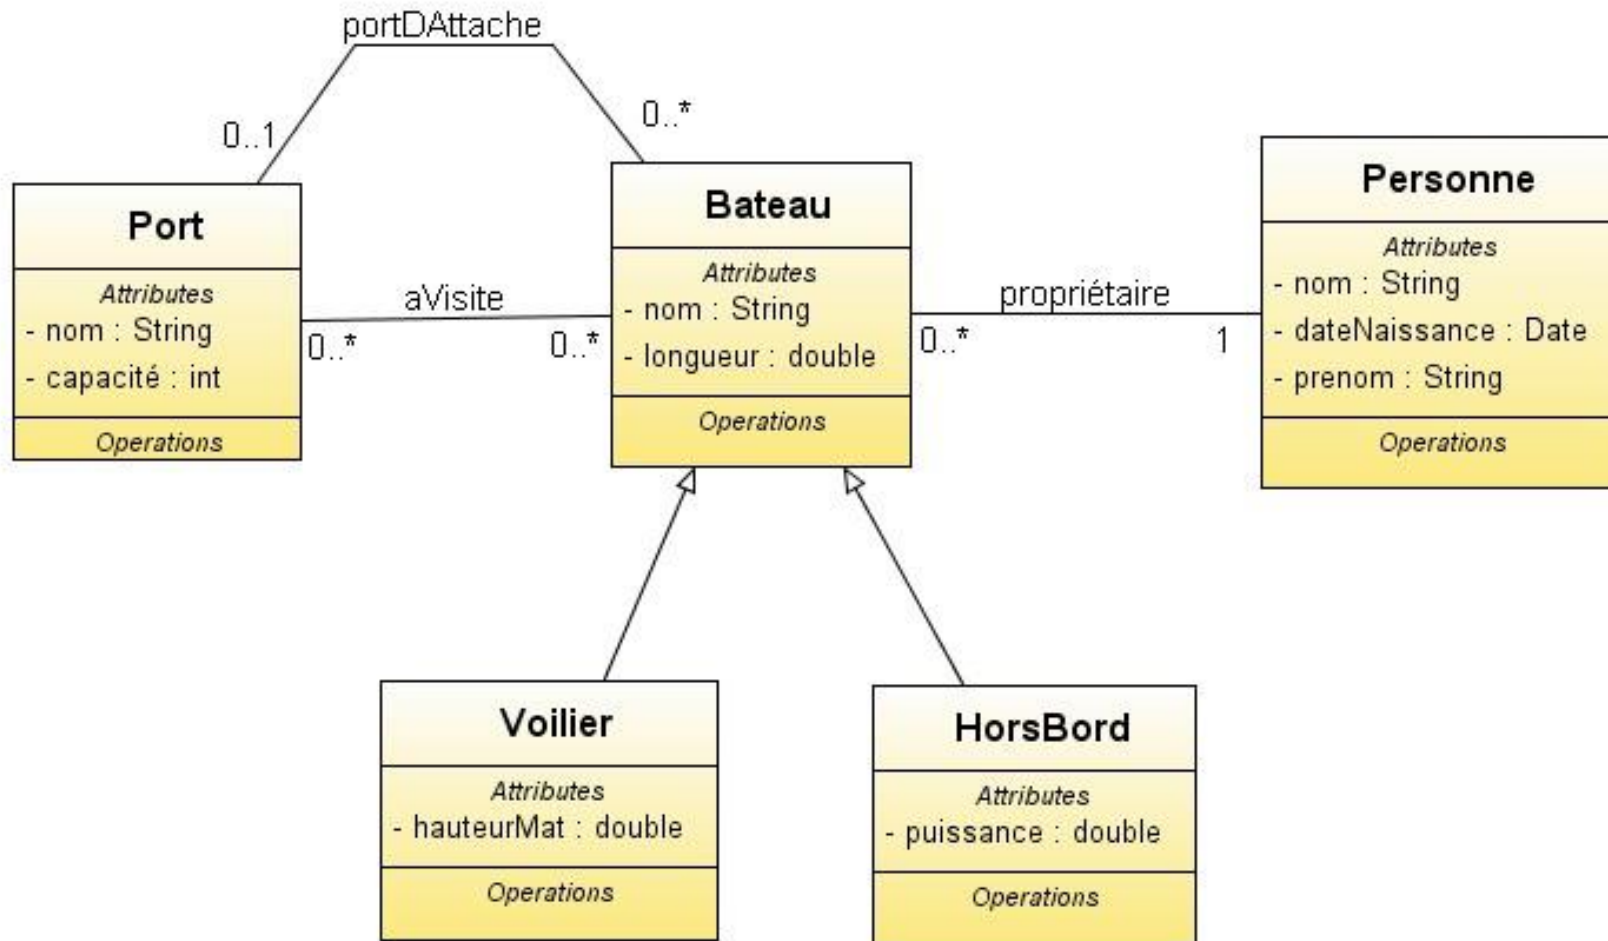 portDAttache
0..1
0..*
Port
Attributes
- nom : String
- capacité : int
Operations
aVisite
0..*
0..*
Bateau
Attributes
- nom : String
- longueur : double
Operations
propriétaire
0..*
1
Personne
Attributes
- nom : String
- dateNaissance : Date
- prenom : String
Operations
Voilier
Attributes
- hauteurMat : double
Operations
HorsBord
Attributes
- puissance : double
Operations